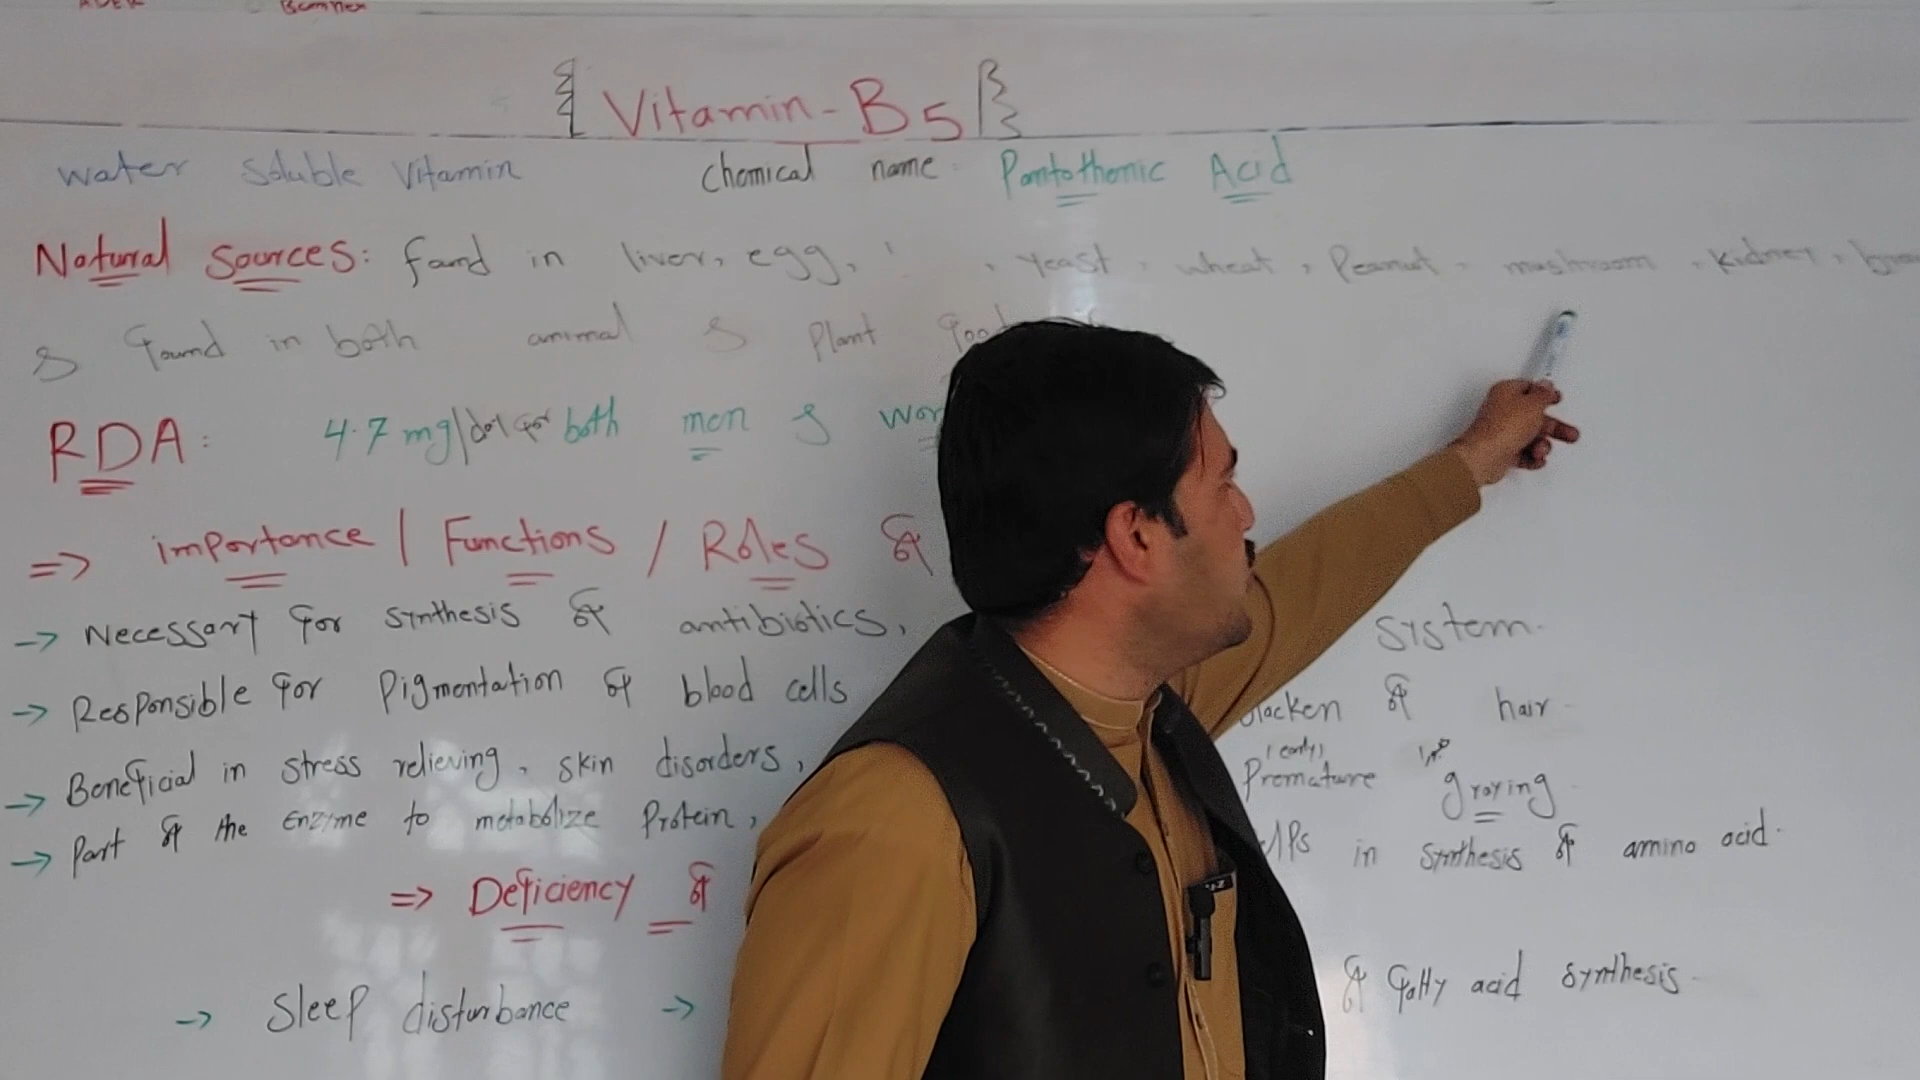 Vitamin-B5
water soluble Vitamin chemical name: Pantothenic Acid
Natural Sources: found in liver, egg, , yeast, wheat, Peanut, mushroom, kidney,
& found in both animal & Plant
RDA: 4.7 mg/ for both men &
=> importance / Functions / Roles of
-> Necessary for synthesis of antibiotics, system.
-> Responsible for Pigmentation of blood cells of hair
-> Beneficial in stress relieving, skin disorders, (early) Premature graying
-> Part of the Enzyme to metabolize Protein, in synthesis of amino acid.
=> Deficiency of
-> Sleep disturbance -> of fatty acid synthesis